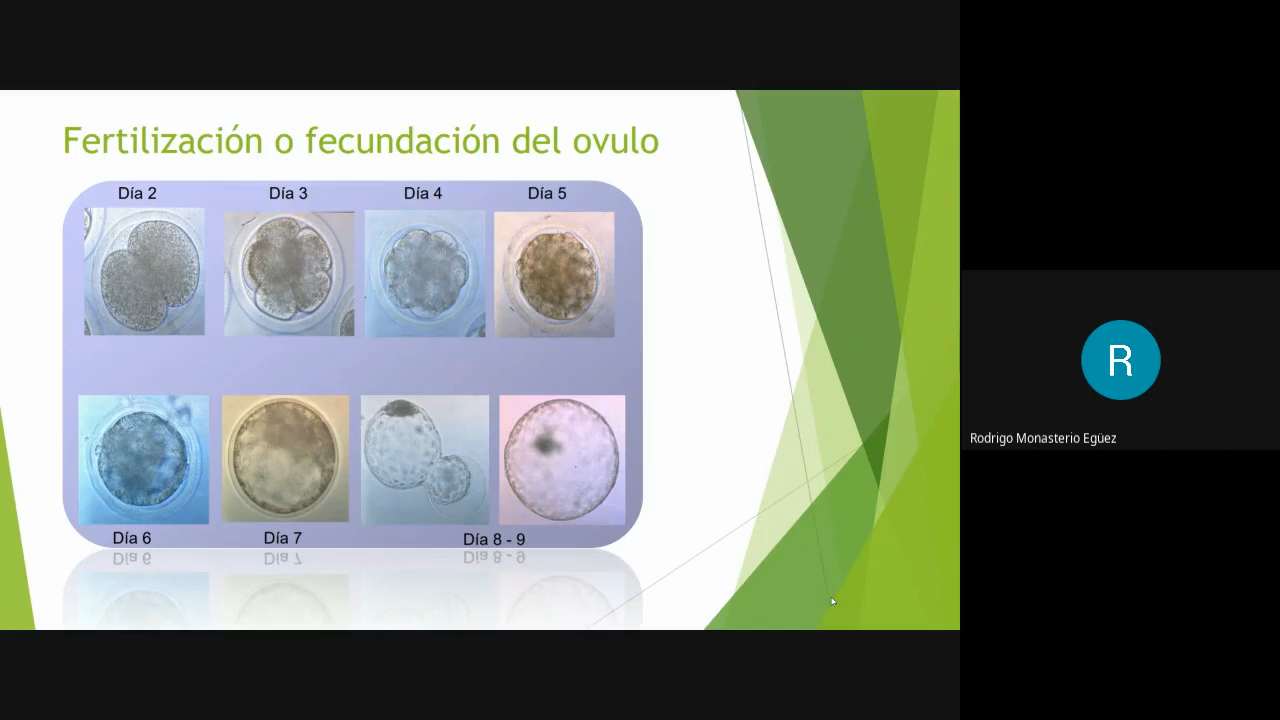 Fertilización o fecundación del ovulo
Día 2
Día 3
Día 4
Día 5
Día 6
Día 7
Día 8 - 9
R
Rodrigo Monasterio Egüez